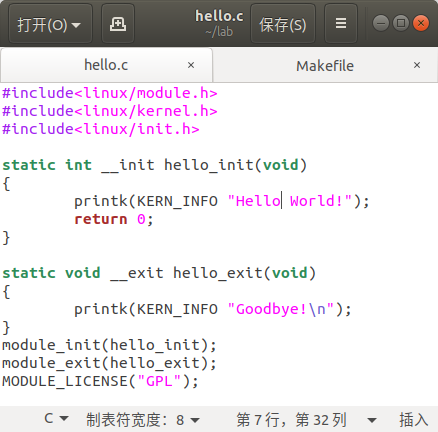 打开(O)
hello.c
~/lab
保存(S)
hello.c ×
Makefile ×
#include<linux/module.h>
#include<linux/kernel.h>
#include<linux/init.h>
static int __init hello_init(void)
{
        printk(KERN_INFO "Hello World!");
        return 0;
}
static void __exit hello_exit(void)
{
        printk(KERN_INFO "Goodbye!\n");
}
module_init(hello_init);
module_exit(hello_exit);
MODULE_LICENSE("GPL");
C 制表符宽度：8 第 7 行，第 32 列 插入